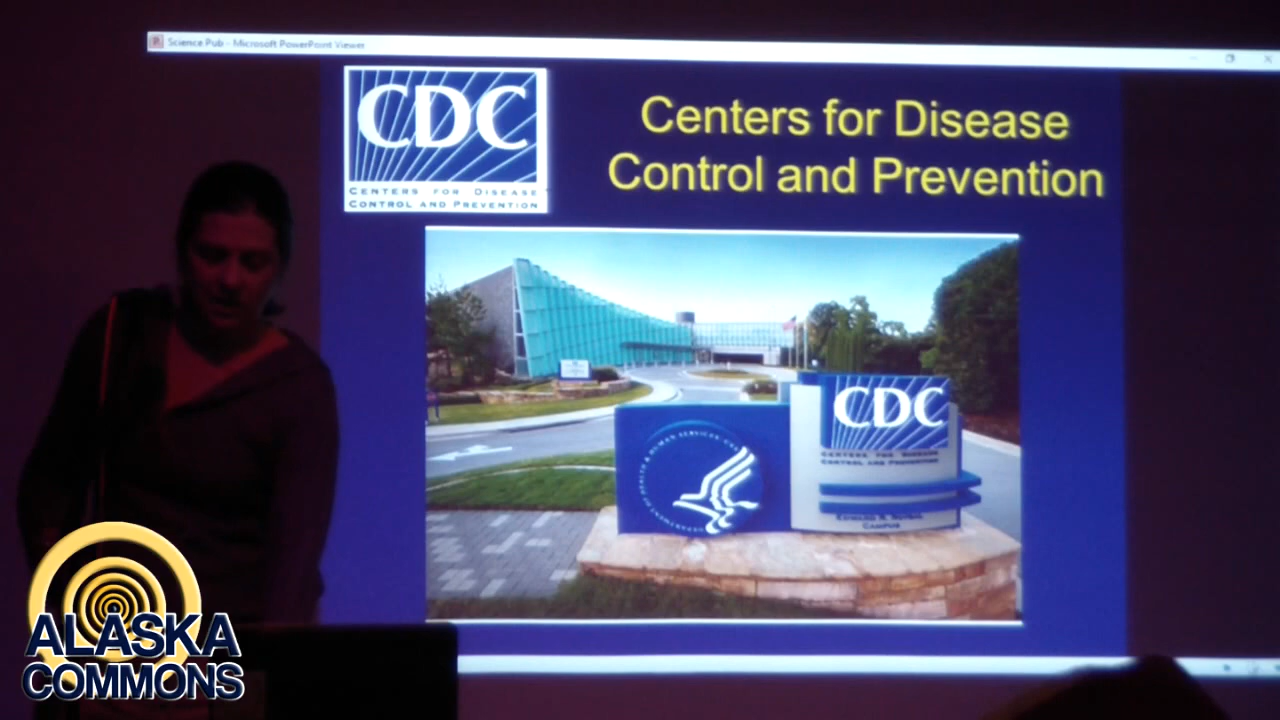 Science Pub - Microsoft PowerPoint Viewer
CDC
CENTERS FOR DISEASE
CONTROL AND PREVENTION
Centers for Disease
Control and Prevention
CDC
CENTERS FOR DISEASE
CONTROL AND PREVENTION
CAMPUS
ALASKA
COMMONS